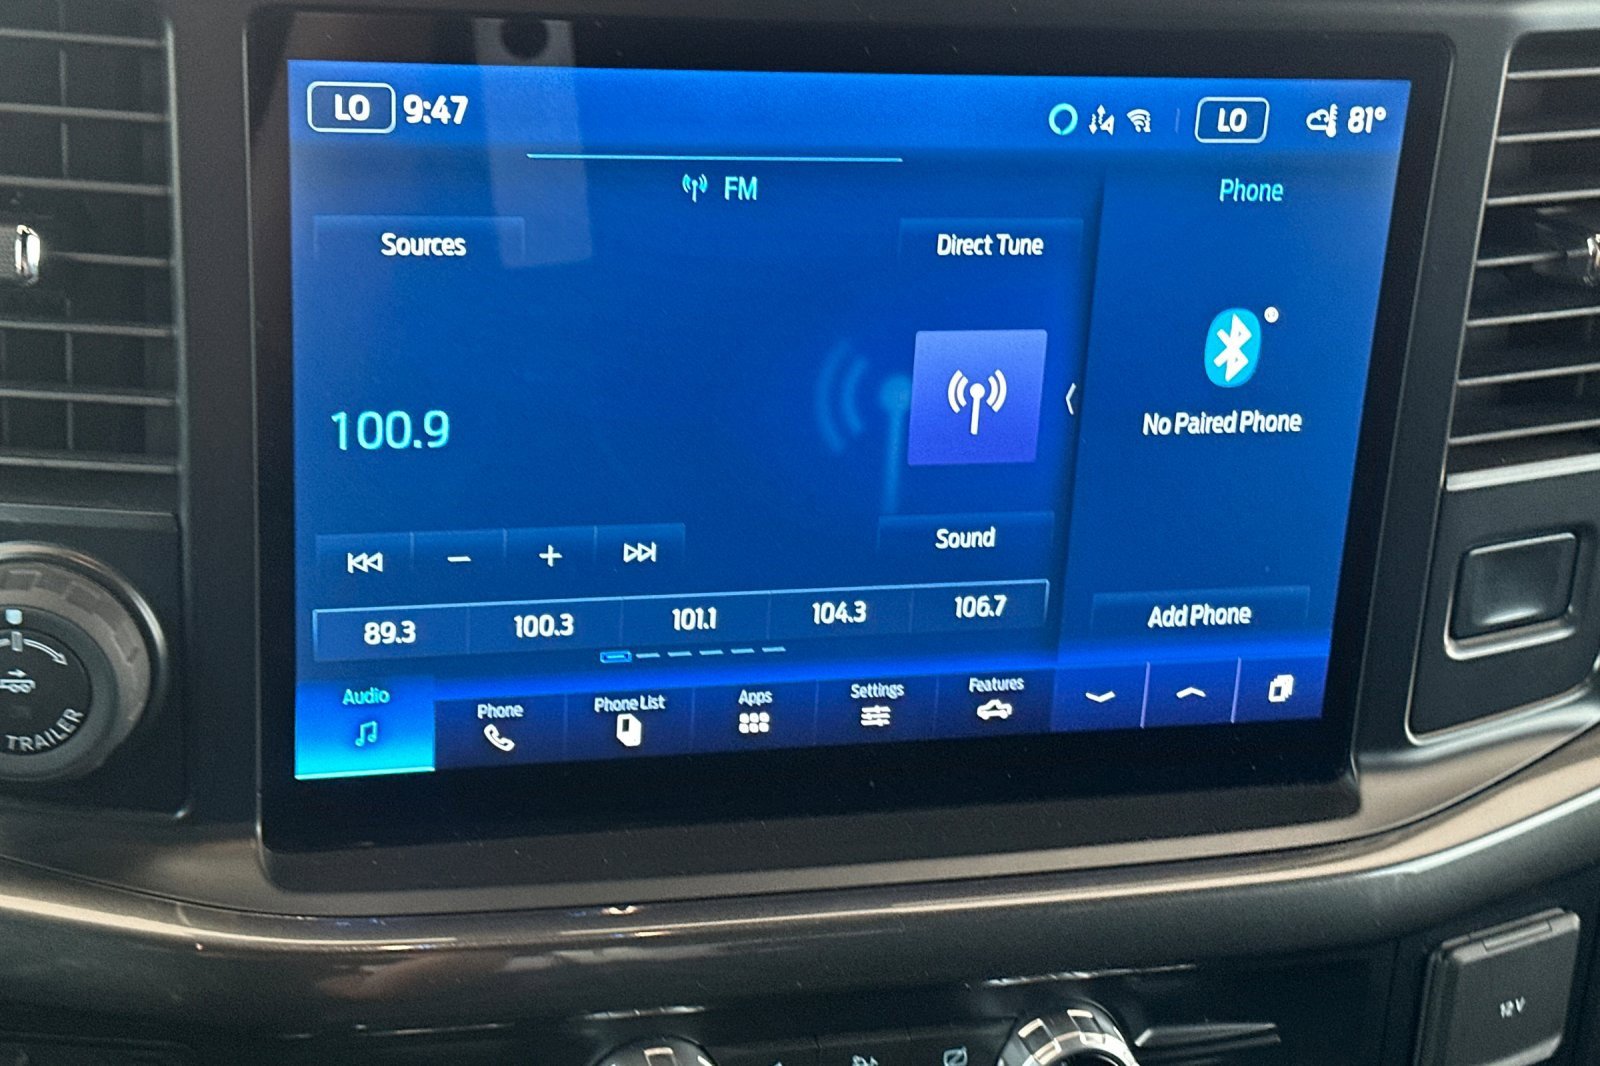 LO 9:47
LO 81°
FM
Phone
Sources
Direct Tune
100.9
No Paired Phone
Sound
89.3 100.3 101.1 104.3 106.7
Add Phone
Audio Phone Phone List Apps Settings Features
TRAILER
12V